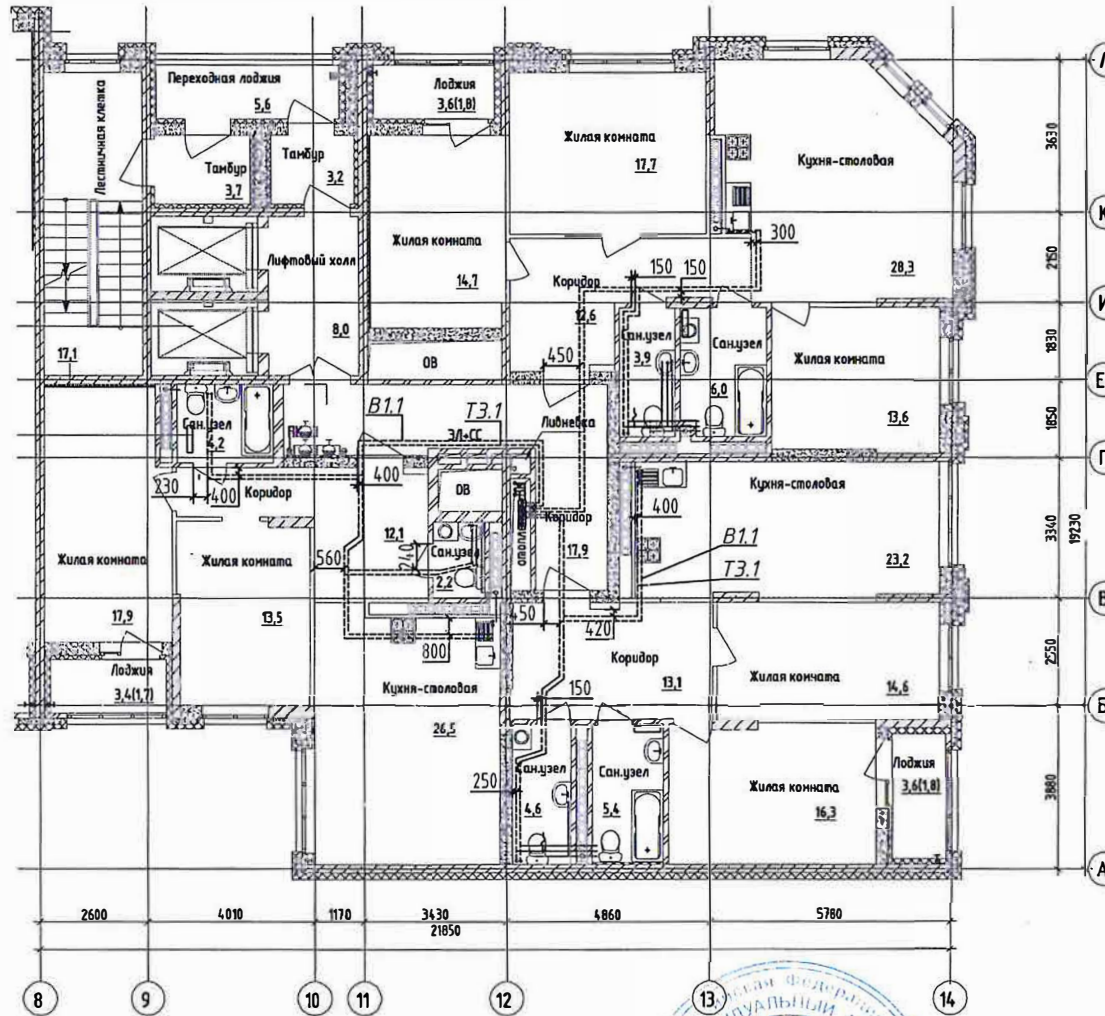 Переходная лоджия
5,6
Лоджия
3,6(1,8)
Л
Лестничная клетка
Тамбур
3,7
Тамбур
3,2
Жилая комната
17,7
Кухня-столовая
3630
К
Жилая комната
14,7
300
Лифтовый холл
150
150
28,3
2150
Коридор
И
12,6
8,0
Сан.узел
3,9
Сан.узел
6,0
Жилая комната
1830
17,1
ОВ
450
Е
В1.1
Т3.1
Ливневка
13,6
1850
Сан.узел
4,2
ПК
ЭЛ+СС
Г
230
400
Коридор
400
ОВ
Кухня-столовая
Коридор
400
12,1
17,9
В1.1
3340
19230
Жилая комната
Жилая комната
560
240
Сан.узел
2,2
Т3.1
23,2
В
17,9
13,5
450
420
800
Коридор
2550
Лоджия
3,4(1,7)
Кухня-столовая
13,1
Жилая комната
14,6
150
Б
26,5
Сан.узел
4,6
Сан.узел
5,4
Лоджия
3,6(1,8)
250
Жилая комната
16,3
3880
А
2600
4010
1170
3430
4860
5780
21850
8
9
10
11
12
13
14